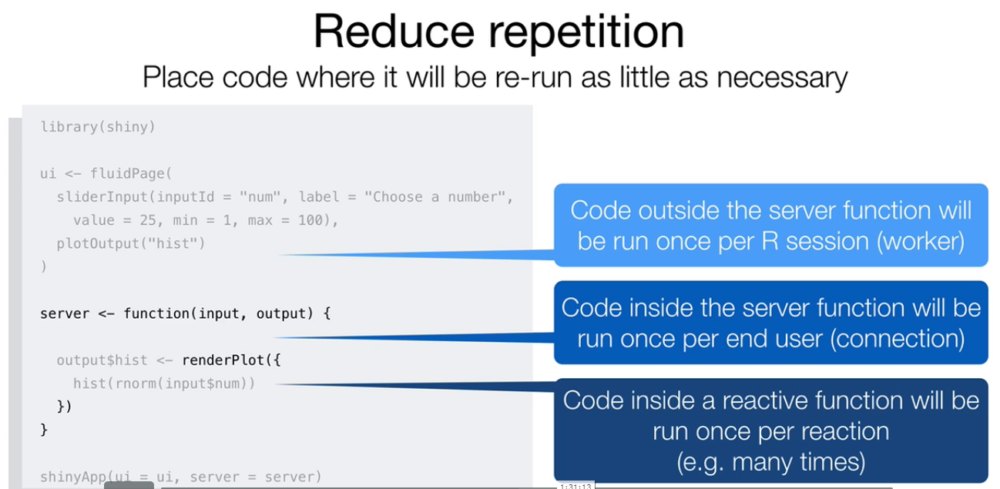 Reduce repetition
Place code where it will be re-run as little as necessary
library(shiny)
ui <- fluidPage(
sliderInput(inputId = "num", label = "Choose a number",
value = 25, min = 1, max = 100),
plotOutput("hist")
)
server <- function(input, output) {
output$hist <- renderPlot({
hist(rnorm(input$num))
})
}
shinyApp(ui = ui, server = server)
Code outside the server function will
be run once per R session (worker)
Code inside the server function will be
run once per end user (connection)
Code inside a reactive function will be
run once per reaction
(e.g. many times)
1:31:13